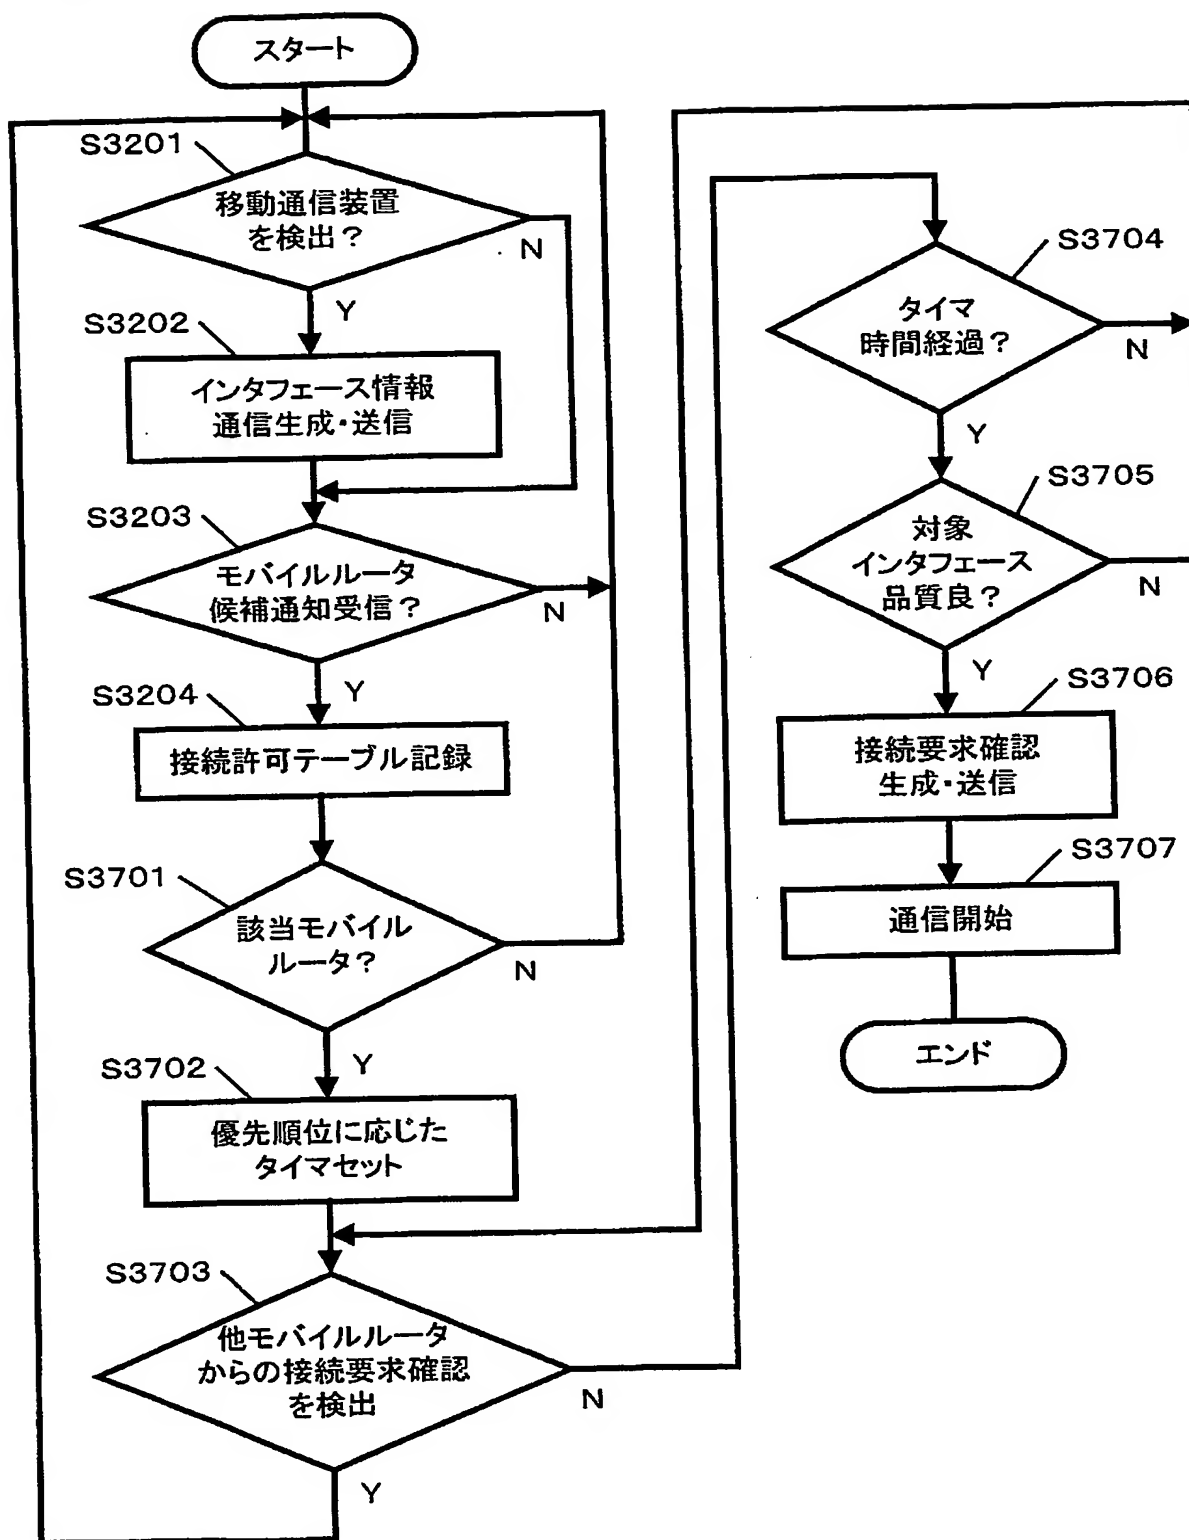 スタート
S3201
移動通信装置
を検出？
N
Y
S3202
インタフェース情報
通信生成・送信
S3203
モバイルルータ
候補通知受信？
N
Y
S3204
接続許可テーブル記録
S3701
該当モバイル
ルータ？
N
Y
S3702
優先順位に応じた
タイマセット
S3703
他モバイルルータ
からの接続要求確認
を検出
N
Y
S3704
タイマ
時間経過？
N
Y
S3705
対象
インタフェース
品質良？
N
Y
S3706
接続要求確認
生成・送信
S3707
通信開始
エンド